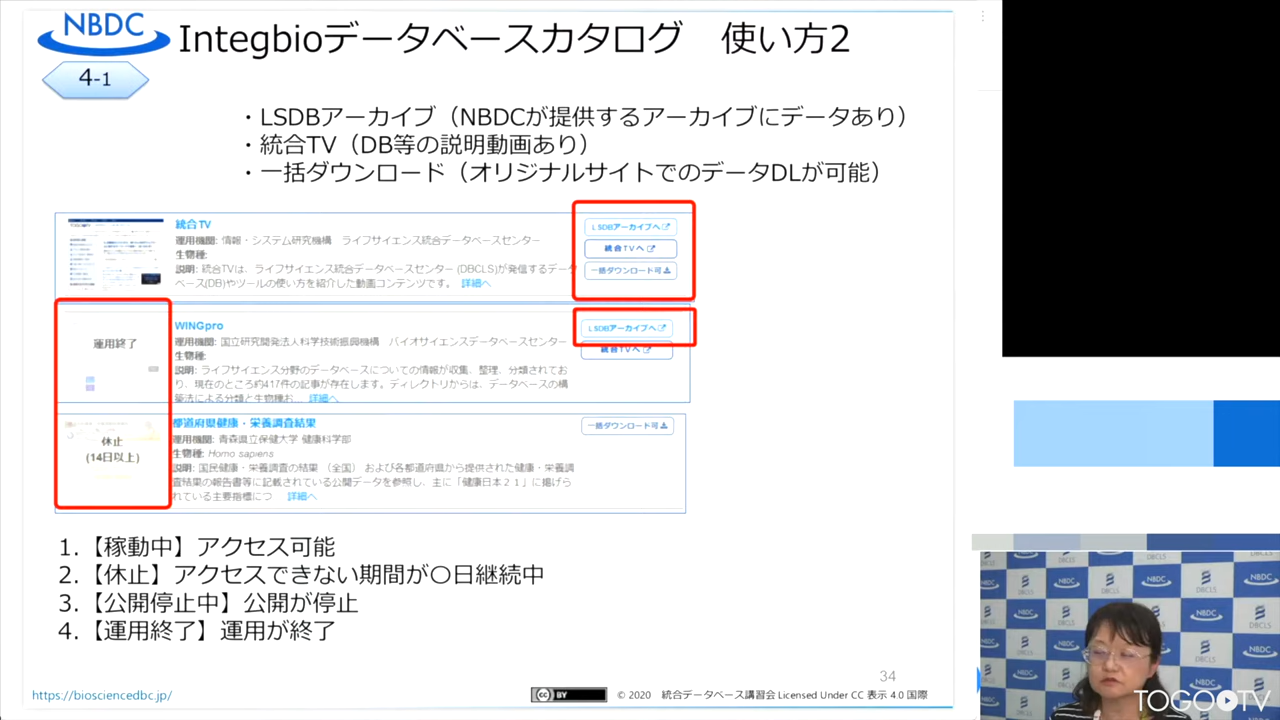 NBDC
Integbioデータベースカタログ　使い方2
4-1
・LSDBアーカイブ（NBDCが提供するアーカイブにデータあり）
・統合TV（DB等の説明動画あり）
・一括ダウンロード（オリジナルサイトでのデータDLが可能）
統合TV
運用機関: 情報・システム研究機構　ライフサイエンス統合データベースセンター
生物種:
説明: 統合TVは、ライフサイエンス統合データベースセンター (DBCLS)が発信するデータ
ベース(DB)やツールの使い方を紹介した動画コンテンツです。 詳細へ
LSDBアーカイブへ
統合TVへ
一括ダウンロード可
運用終了
WINGpro
運用機関: 国立研究開発法人科学技術振興機構　バイオサイエンスデータベースセンター
生物種:
説明: ライフサイエンス分野のデータベースについての情報が収集、整理、分類されてお
り、現在のところ約417件の記事が存在します。ディレクトリからは、データベースの構
築法による分類と生物種お... 詳細へ
LSDBアーカイブへ
統合TVへ
休止
(14日以上)
都道府県健康・栄養調査結果
運用機関: 青森県立保健大学 健康科学部
生物種: Homo sapiens
説明: 国民健康・栄養調査の結果 （全国） および各都道府県から提供された健康・栄養調
査結果の報告書等に記載されている公開データを参照し、主に「健康日本２１」に掲げら
れている主要指標につ 詳細へ
一括ダウンロード可
1.【稼動中】アクセス可能
2.【休止】アクセスできない期間が〇日継続中
3.【公開停止中】公開が停止
4.【運用終了】運用が終了
34
https://biosciencedbc.jp/
CC BY
© 2020　統合データベース講習会 Licensed Under CC 表示 4.0 国際
NBDC
DBCLS
TOGOTV